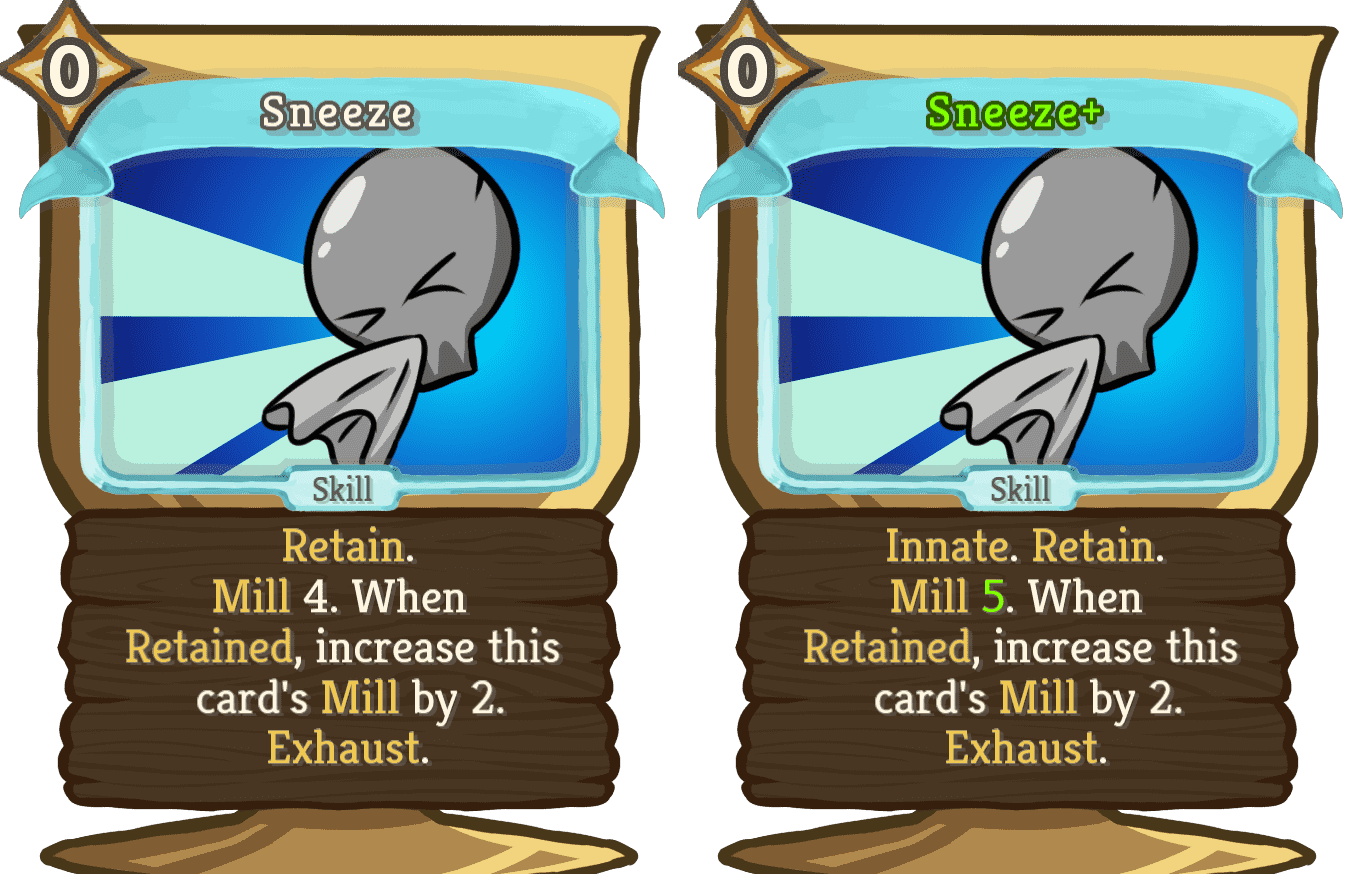 0
Sneeze
Skill
Retain.
Mill 4. When
Retained, increase this
card's Mill by 2.
Exhaust.
0
Sneeze+
Skill
Innate. Retain.
Mill 5. When
Retained, increase this
card's Mill by 2.
Exhaust.